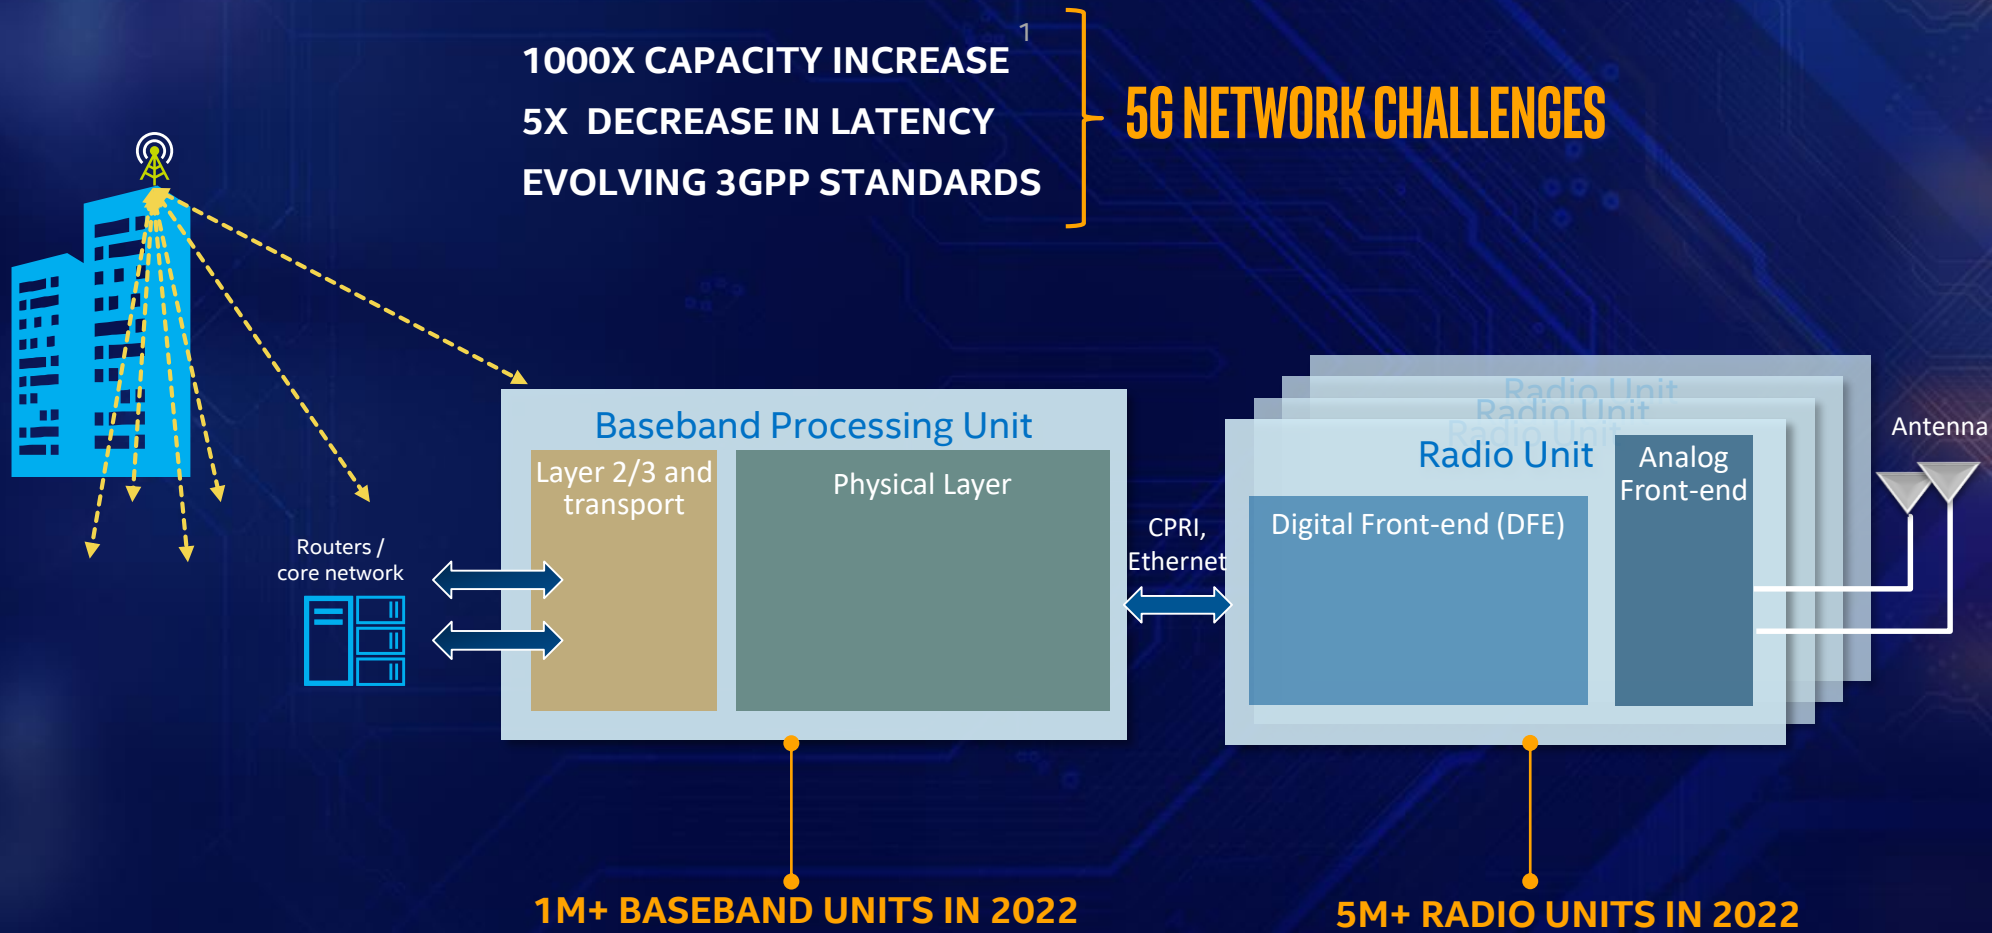 1000X CAPACITY INCREASE 1
5X DECREASE IN LATENCY
EVOLVING 3GPP STANDARDS
5G NETWORK CHALLENGES
Baseband Processing Unit
Layer 2/3 and
transport
Physical Layer
Routers /
core network
CPRI,
Ethernet
Radio Unit
Radio Unit
Radio Unit
Radio Unit
Digital Front-end (DFE)
Analog
Front-end
Antenna
1M+ BASEBAND UNITS IN 2022
5M+ RADIO UNITS IN 2022